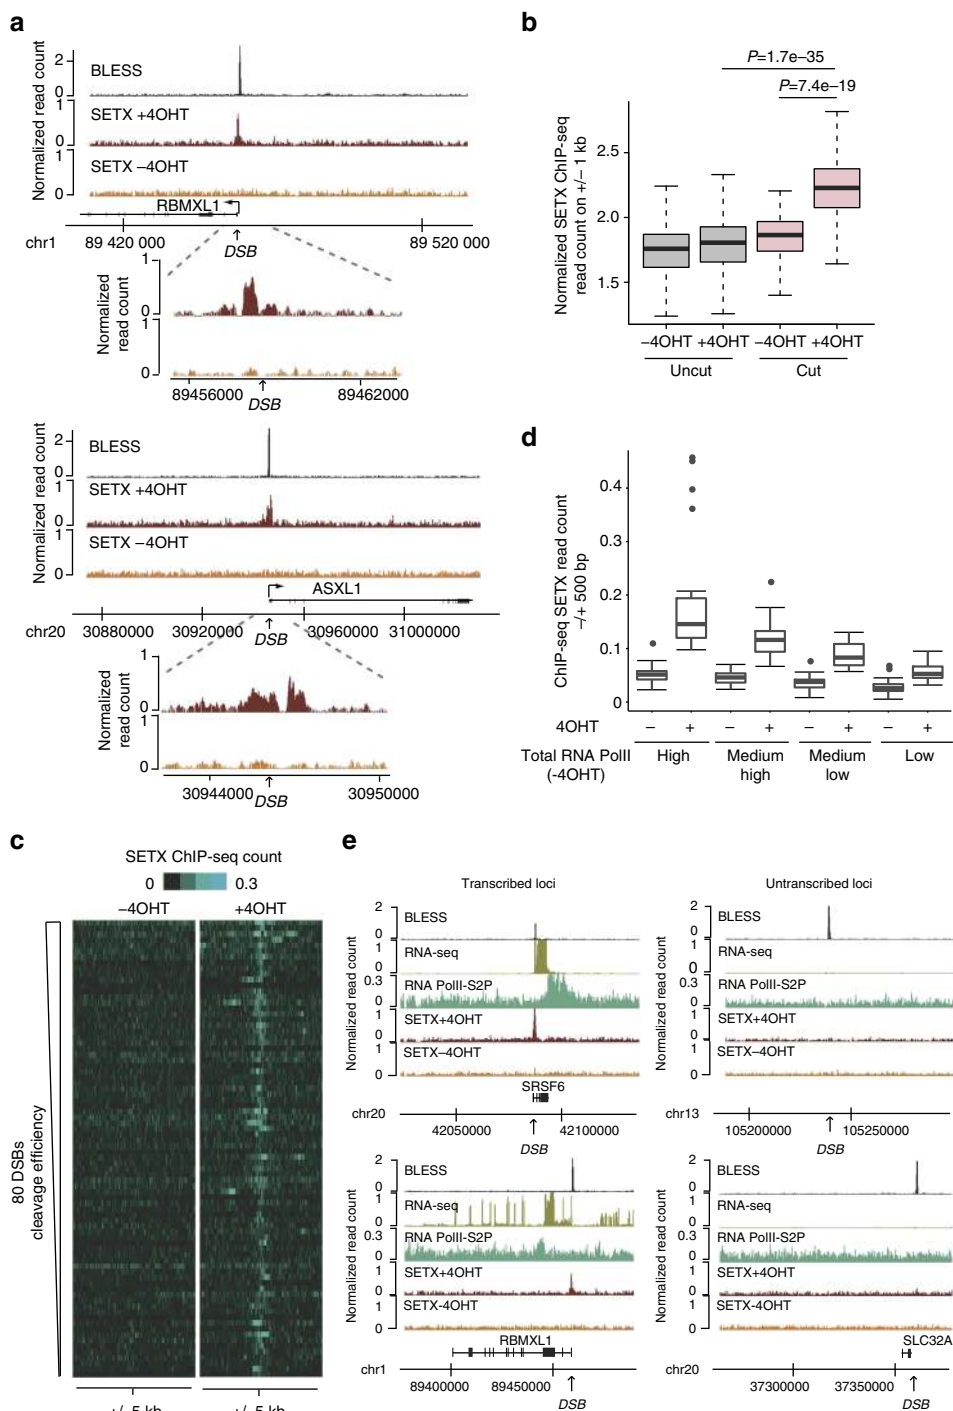 a
Normalized read count
2
0
BLESS
1
0
SETX +4OHT
1
0
SETX –4OHT
RBMXL1
chr1
89 420 000
89 520 000
DSB
Normalized
read count
1
0
1
0
89456000
89462000
DSB
Normalized read count
2
0
BLESS
1
0
SETX +4OHT
1
0
SETX –4OHT
ASXL1
chr20
30880000
30920000
30960000
31000000
DSB
Normalized
read count
1
0
1
0
30944000
30950000
DSB
b
P=1.7e–35
P=7.4e–19
Normalized SETX ChIP-seq
read count on +/– 1 kb
2.5
2.0
1.5
–4OHT
+4OHT
–4OHT
+4OHT
Uncut
Cut
d
ChIP-seq SETX read count
–/+ 500 bp
0.4
0.3
0.2
0.1
0
4OHT
–
+
–
+
–
+
–
+
Total RNA PolII
(-4OHT)
High
Medium
high
Medium
low
Low
c
SETX ChIP-seq count
0
0.3
–4OHT
+4OHT
80 DSBs
cleavage efficiency
+/– 5 kb
+/– 5 kb
e
Transcribed loci
Untranscribed loci
Normalized read count
2
0
BLESS
1
0
RNA-seq
0.3
0
RNA PolII-S2P
1
0
SETX+4OHT
1
0
SETX–4OHT
SRSF6
chr20
42050000
42100000
DSB
Normalized read count
2
0
BLESS
1
0
RNA-seq
0.3
0
RNA PolII-S2P
1
0
SETX+4OHT
1
0
SETX–4OHT
chr13
105200000
105250000
DSB
Normalized read count
2
0
BLESS
1
0
RNA-seq
0.3
0
RNA PolII-S2P
1
0
SETX+4OHT
1
0
SETX-4OHT
RBMXL1
chr1
89400000
89450000
DSB
Normalized read count
2
0
BLESS
1
0
RNA-seq
0.3
0
RNA PolII-S2P
1
0
SETX+4OHT
1
0
SETX-4OHT
SLC32A
chr20
37300000
37350000
DSB